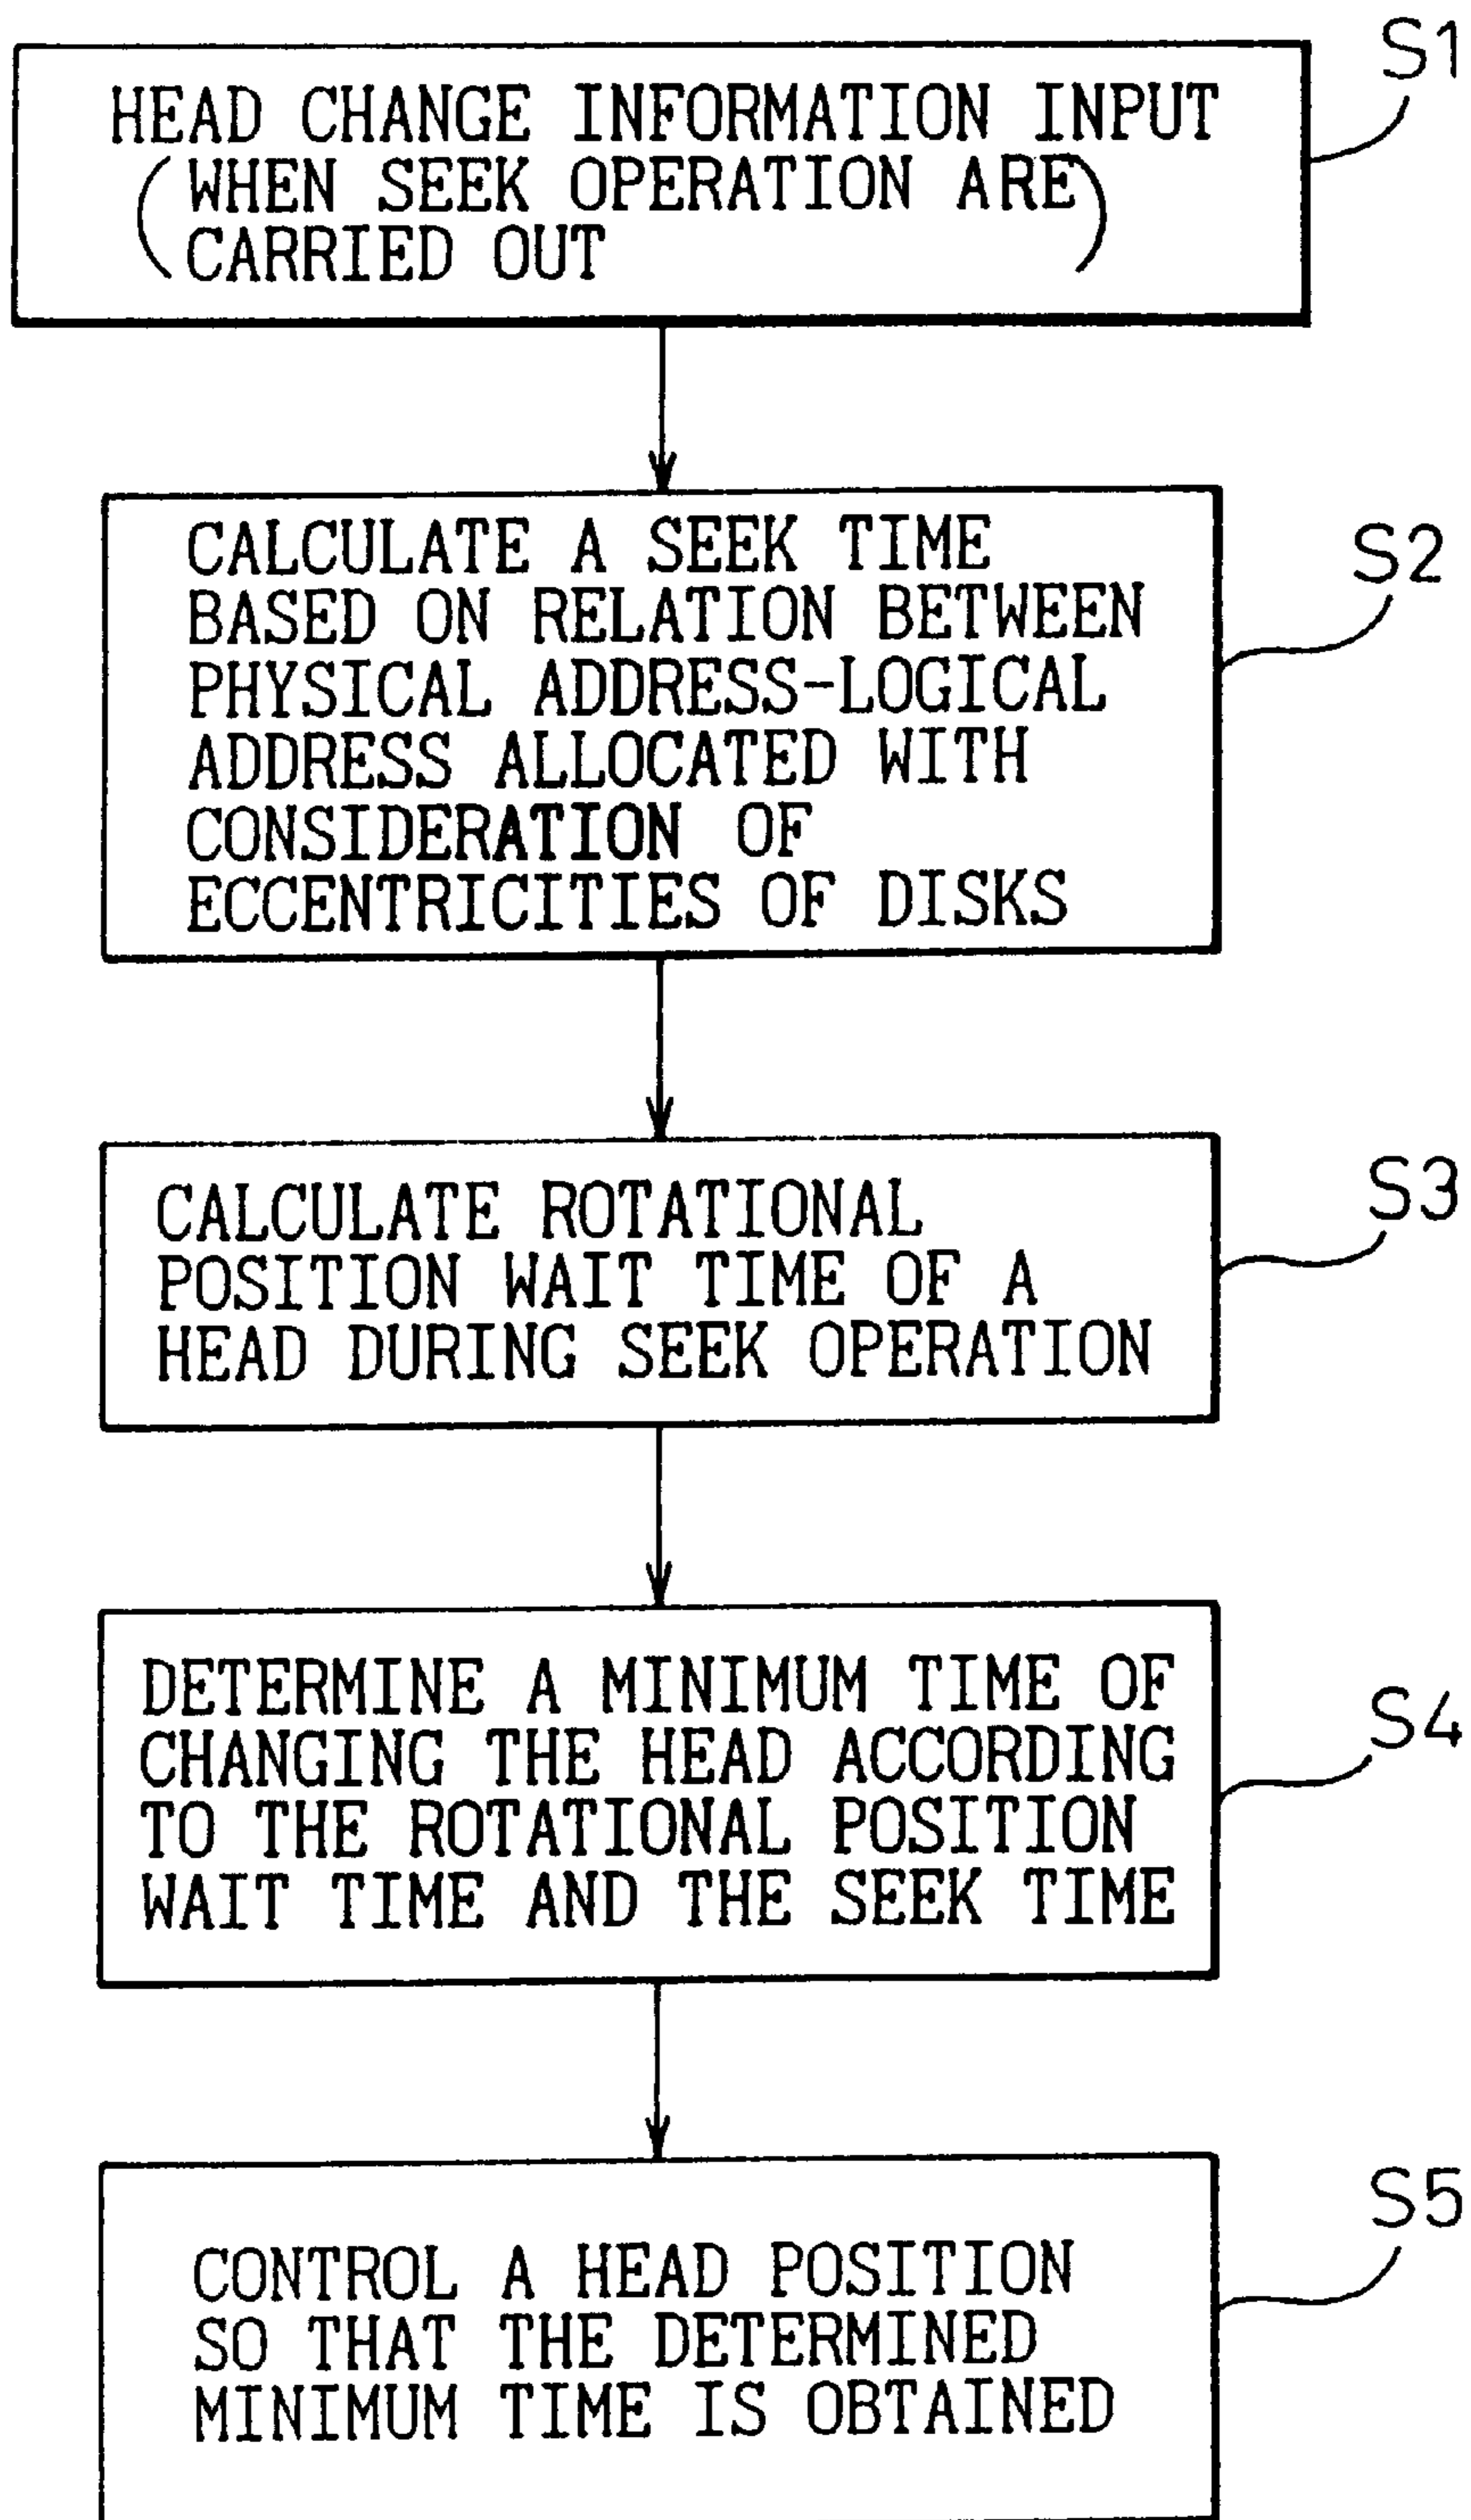 S1
HEAD CHANGE INFORMATION INPUT
(WHEN SEEK OPERATION ARE
CARRIED OUT)
S2
CALCULATE A SEEK TIME
BASED ON RELATION BETWEEN
PHYSICAL ADDRESS-LOGICAL
ADDRESS ALLOCATED WITH
CONSIDERATION OF
ECCENTRICITIES OF DISKS
S3
CALCULATE ROTATIONAL
POSITION WAIT TIME OF A
HEAD DURING SEEK OPERATION
S4
DETERMINE A MINIMUM TIME OF
CHANGING THE HEAD ACCORDING
TO THE ROTATIONAL POSITION
WAIT TIME AND THE SEEK TIME
S5
CONTROL A HEAD POSITION
SO THAT THE DETERMINED
MINIMUM TIME IS OBTAINED